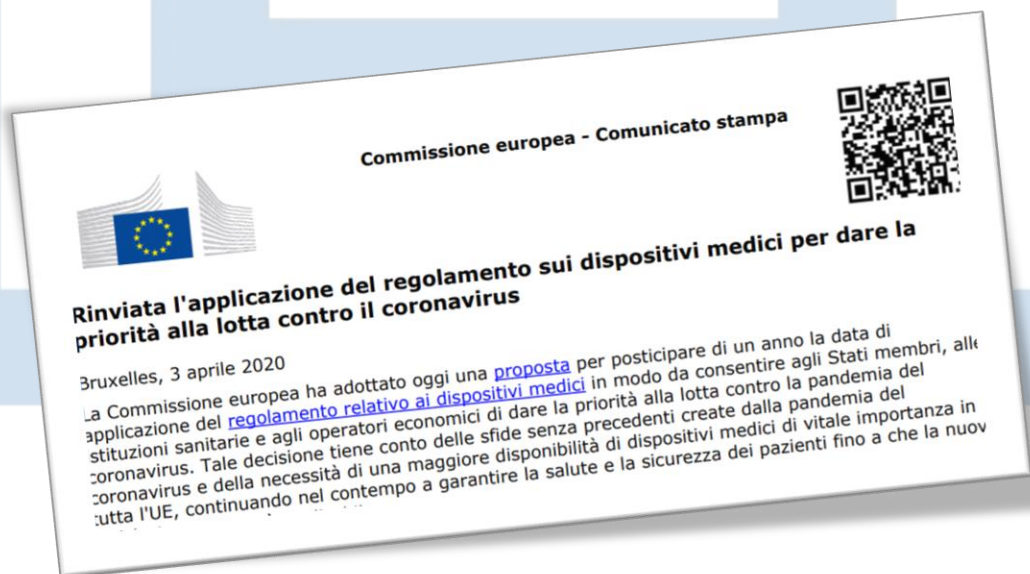 Commissione europea - Comunicato stampa
Rinviata l'applicazione del regolamento sui dispositivi medici per dare la
priorità alla lotta contro il coronavirus
Bruxelles, 3 aprile 2020
La Commissione europea ha adottato oggi una proposta per posticipare di un anno la data di
applicazione del regolamento relativo ai dispositivi medici in modo da consentire agli Stati membri, alle
stituzioni sanitarie e agli operatori economici di dare la priorità alla lotta contro la pandemia del
coronavirus. Tale decisione tiene conto delle sfide senza precedenti create dalla pandemia del
coronavirus e della necessità di una maggiore disponibilità di dispositivi medici di vitale importanza in
tutta l'UE, continuando nel contempo a garantire la salute e la sicurezza dei pazienti fino a che la nuov